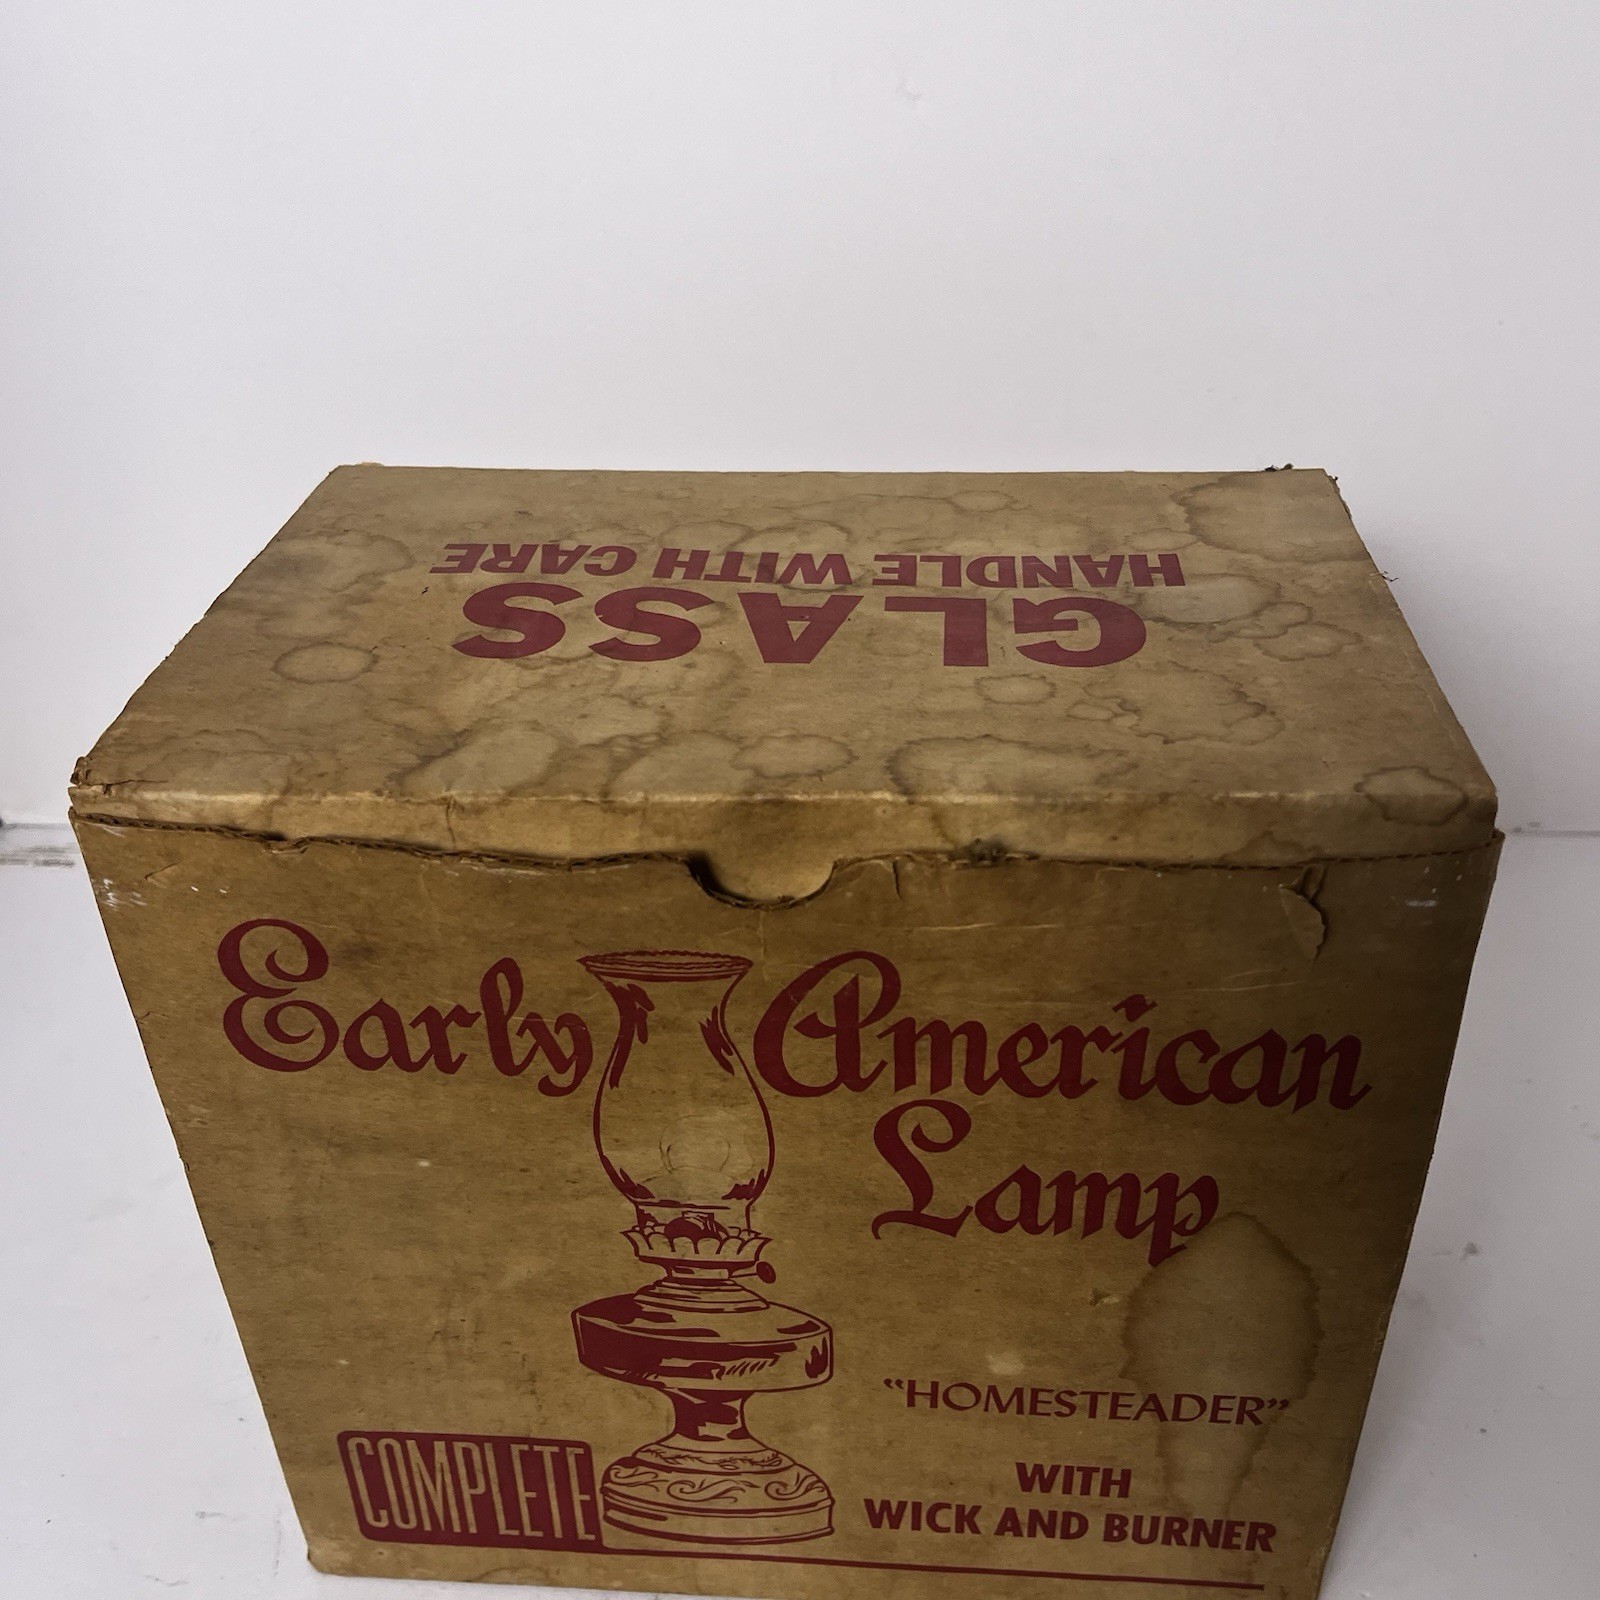 GLASS
HANDLE WITH CARE
Early American
Lamp
"HOMESTEADER"
COMPLETE
WITH
WICK AND BURNER